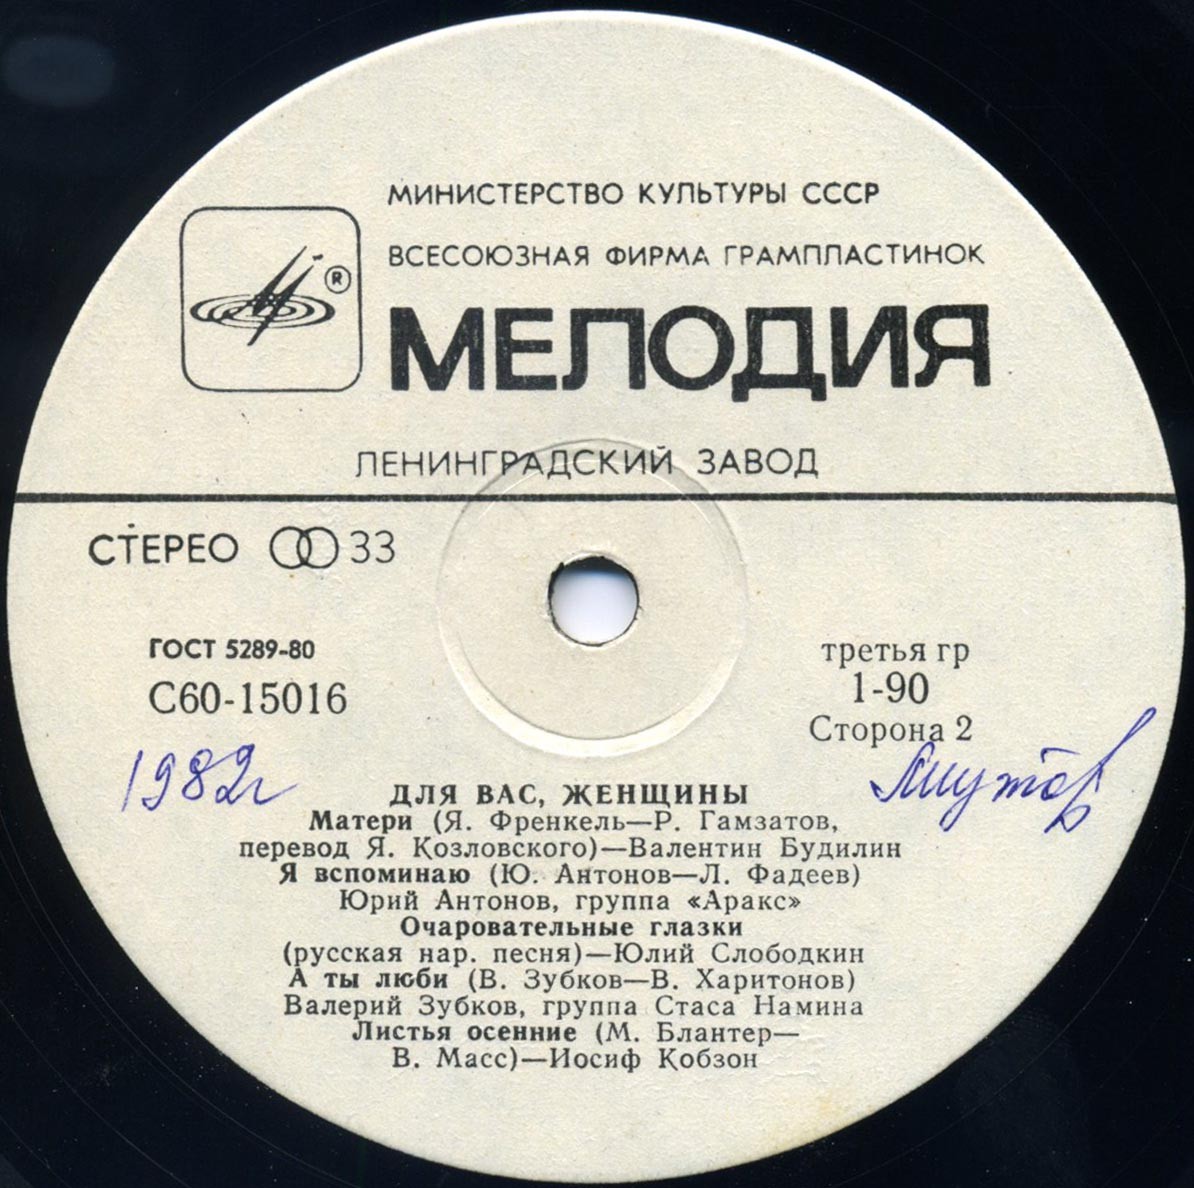 МИНИСТЕРСТВО КУЛЬТУРЫ СССР
ВСЕСОЮЗНАЯ ФИРМА ГРАМПЛАСТИНОК
®
МЕЛОДИЯ
ЛЕНИНГРАДСКИЙ ЗАВОД
СТЕРЕО 33
ГОСТ 5289-80
С60-15016
третья гр
1-90
Сторона 2
1982г
ДЛЯ ВАС, ЖЕНЩИНЫ
Матери (Я. Френкель—Р. Гамзатов,
перевод Я. Козловского)—Валентин Будилин
Я вспоминаю (Ю. Антонов—Л. Фадеев)
Юрий Антонов, группа «Аракс»
Очаровательные глазки
(русская нар. песня)—Юлий Слободкин
А ты люби (В. Зубков—В. Харитонов)
Валерий Зубков, группа Стаса Намина
Листья осенние (М. Блантер—
В. Масс)—Иосиф Кобзон